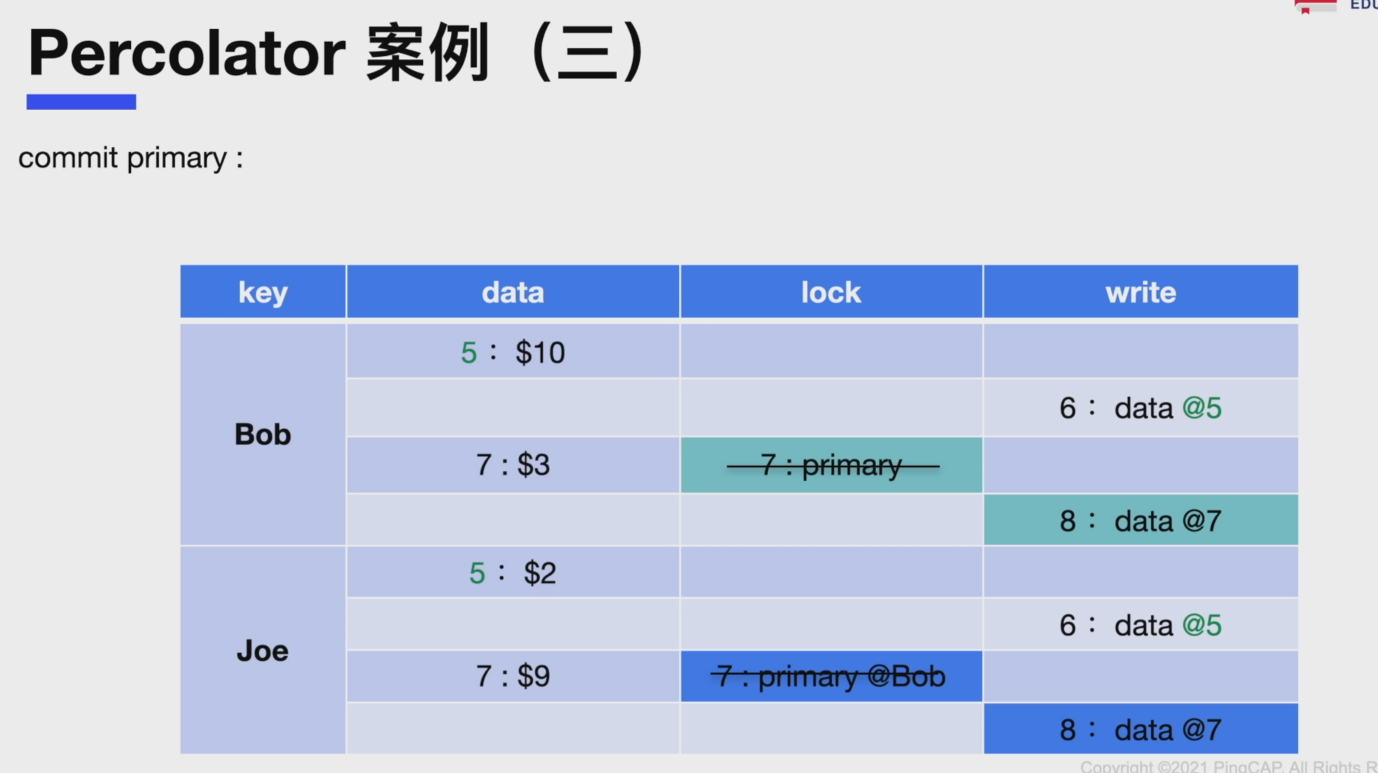 EDU
Percolator 案例（三）
commit primary :
key data lock write
5： $10
6： data @5
Bob
7 : $3 7 : primary
8： data @7
5： $2
6： data @5
Joe
7 : $9 7 : primary @Bob
8： data @7
Copyright ©2021 PingCAP. All Rights R